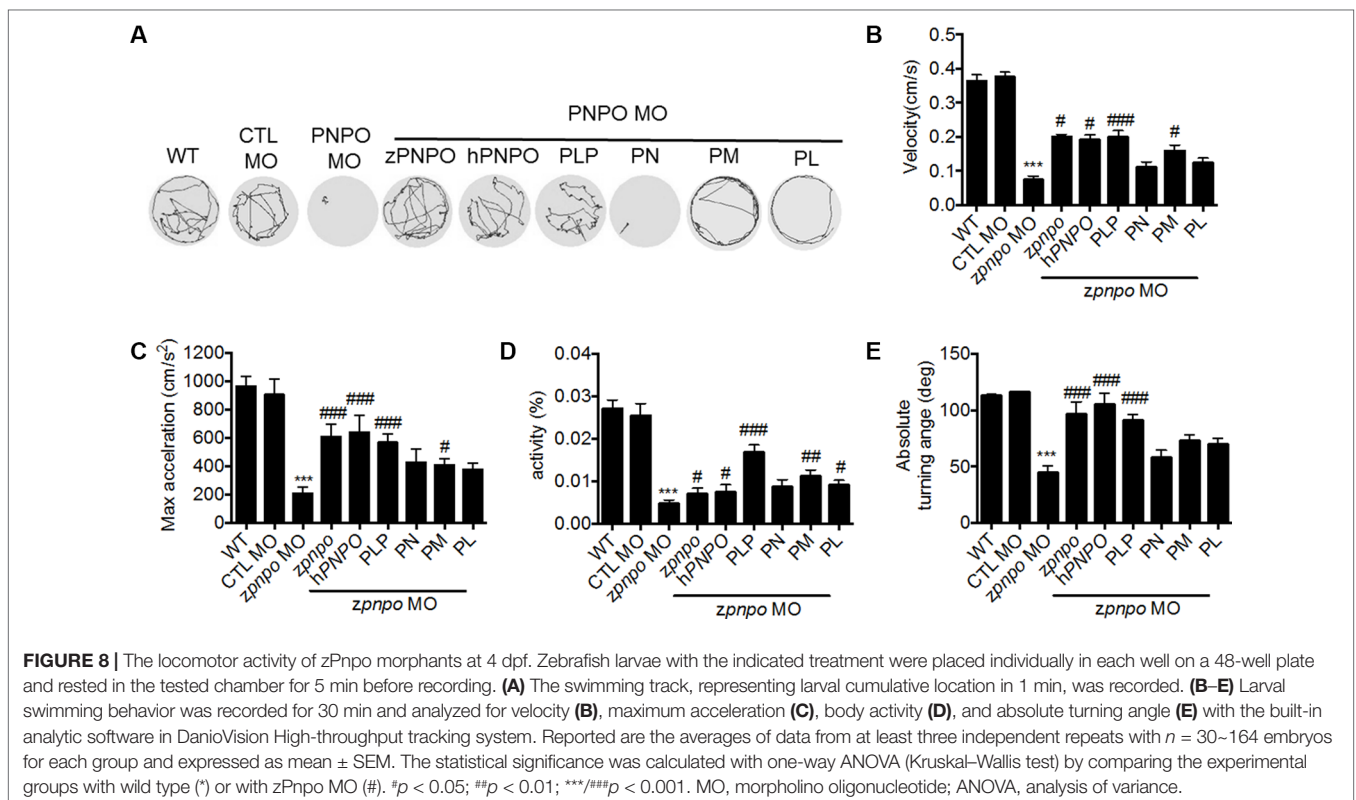 A
PNPO MO
WT
CTL
MO
PNPO
MO
zPNPO
hPNPO
PLP
PN
PM
PL
B
Velocity(cm/s)
0.5
0.4
0.3
0.2
0.1
0.0
***
#
#
###
#
WT
CTL MO
zpnpo MO
zpnpo
hPNPO
PLP
PN
PM
PL
zpnpo MO
C
Max accelration (cm/s²)
1200
1000
800
600
400
200
0
***
###
###
###
#
WT
CTL MO
zpnpo MO
zpnpo
hPNPO
PLP
PN
PM
PL
zpnpo MO
D
activity (%)
0.04
0.03
0.02
0.01
0.00
***
#
#
###
##
#
WT
CTL MO
zpnpo MO
zpnpo
hPNPO
PLP
PN
PM
PL
zpnpo MO
E
Absolute
turning angle (deg)
150
100
50
0
***
###
###
###
WT
CTL MO
zpnpo MO
zpnpo
hPNPO
PLP
PN
PM
PL
zpnpo MO
FIGURE 8 | The locomotor activity of zPnpo morphants at 4 dpf. Zebrafish larvae with the indicated treatment were placed individually in each well on a 48-well plate
and rested in the tested chamber for 5 min before recording. (A) The swimming track, representing larval cumulative location in 1 min, was recorded. (B–E) Larval
swimming behavior was recorded for 30 min and analyzed for velocity (B), maximum acceleration (C), body activity (D), and absolute turning angle (E) with the built-in
analytic software in DanioVision High-throughput tracking system. Reported are the averages of data from at least three independent repeats with n = 30~164 embryos
for each group and expressed as mean ± SEM. The statistical significance was calculated with one-way ANOVA (Kruskal–Wallis test) by comparing the experimental
groups with wild type (*) or with zPnpo MO (#). #p < 0.05; ##p < 0.01; ***/###p < 0.001. MO, morpholino oligonucleotide; ANOVA, analysis of variance.